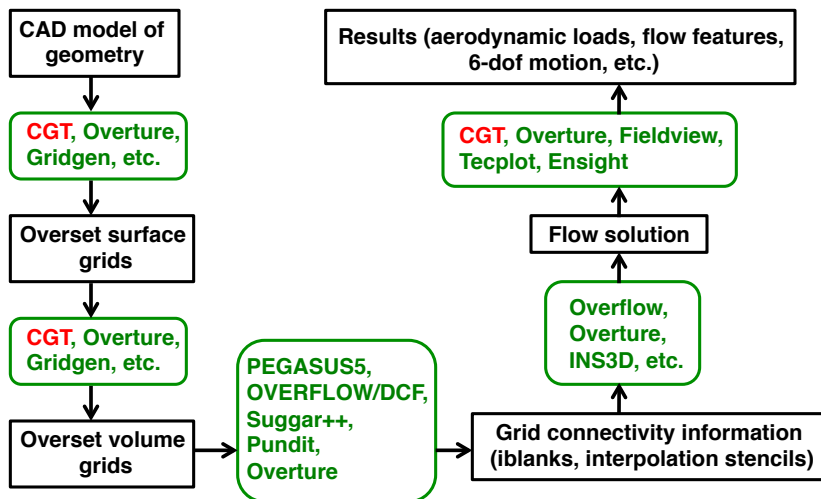 CAD model of
geometry
CGT, Overture,
Gridgen, etc.
Overset surface
grids
CGT, Overture,
Gridgen, etc.
Overset volume
grids
PEGASUS5,
OVERFLOW/DCF,
Suggar++,
Pundit,
Overture
Grid connectivity information
(iblanks, interpolation stencils)
Overflow,
Overture,
INS3D, etc.
Flow solution
CGT, Overture, Fieldview,
Tecplot, Ensight
Results (aerodynamic loads, flow features,
6-dof motion, etc.)